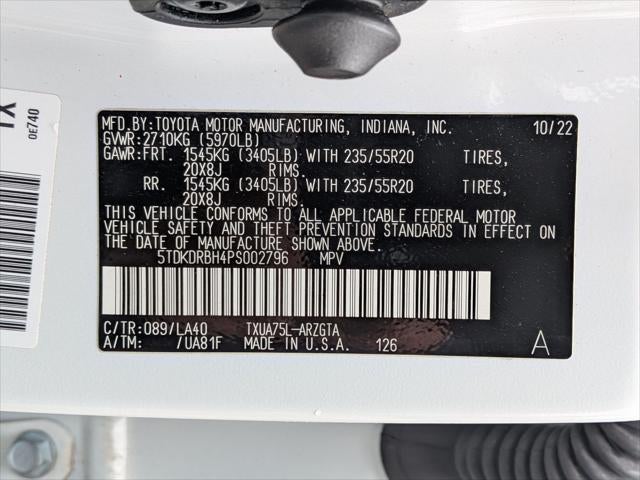 1X
0E740
MFD.BY:TOYOTA MOTOR MANUFACTURING, INDIANA, INC. 10/22
GVWR:2710KG (5970LB)
GAWR:FRT. 1545KG (3405LB) WITH 235/55R20 TIRES,
20X8J RIMS.
RR. 1545KG (3405LB) WITH 235/55R20 TIRES,
20X8J RIMS.
THIS VEHICLE CONFORMS TO ALL APPLICABLE FEDERAL MOTOR
VEHICLE SAFETY AND THEFT PREVENSTION STANDARDS IN EFFECT ON
THE DATE OF MANUFACTURE SHOWN ABOVE.
5TDKDRBH4PS002796 MPV
C/TR:089/LA40 TXUA75L-ARZGTA
A/TM: /UA81F MADE IN U.S.A. 126 A